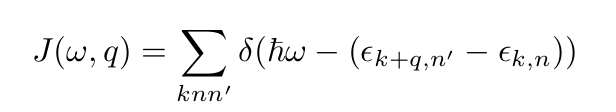 J(ω, q) = ∑_{knn′} δ(ℏω − (ϵ_{k+q,n′} − ϵ_{k,n}))